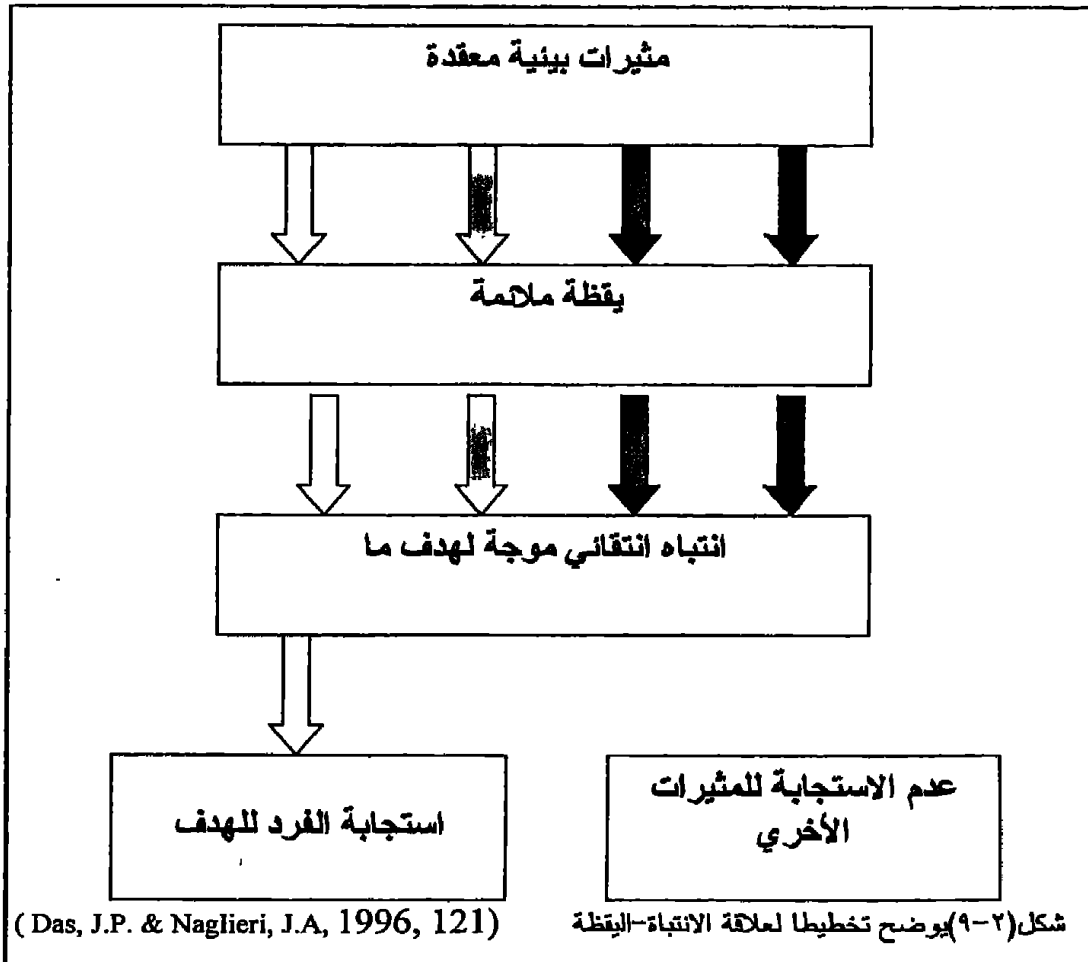 مثيرات بيئية معقدة
يقظة ملائمة
انتباه انتقائي موجة لهدف ما
عدم الاستجابة للمثيرات
الأخري
استجابة الفرد للهدف
شكل(٢-٩)يوضح تخطيطا لعلاقة الانتباة-اليقظة
( Das, J.P. & Naglieri, J.A, 1996, 121)